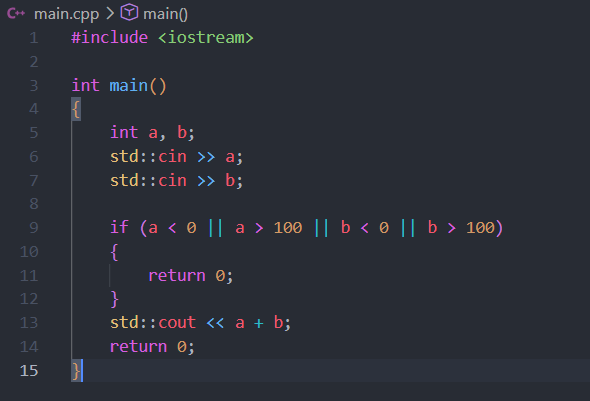 C++ main.cpp > main()
1 #include <iostream>
2
3 int main()
4 {
5     int a, b;
6     std::cin >> a;
7     std::cin >> b;
8
9     if (a < 0 || a > 100 || b < 0 || b > 100)
10     {
11         return 0;
12     }
13     std::cout << a + b;
14     return 0;
15 }